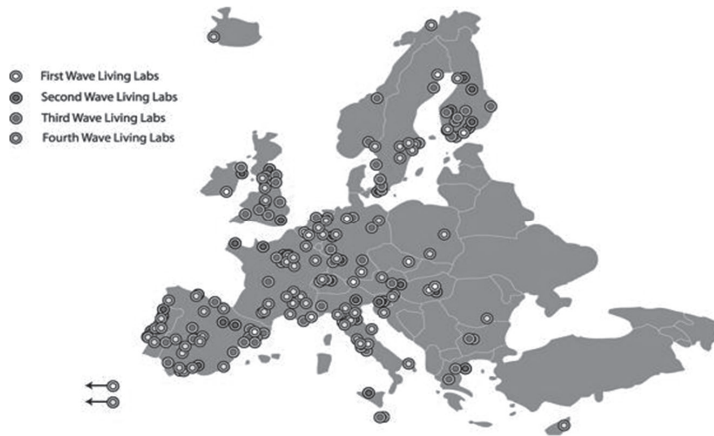 First Wave Living Labs
Second Wave Living Labs
Third Wave Living Labs
Fourth Wave Living Labs